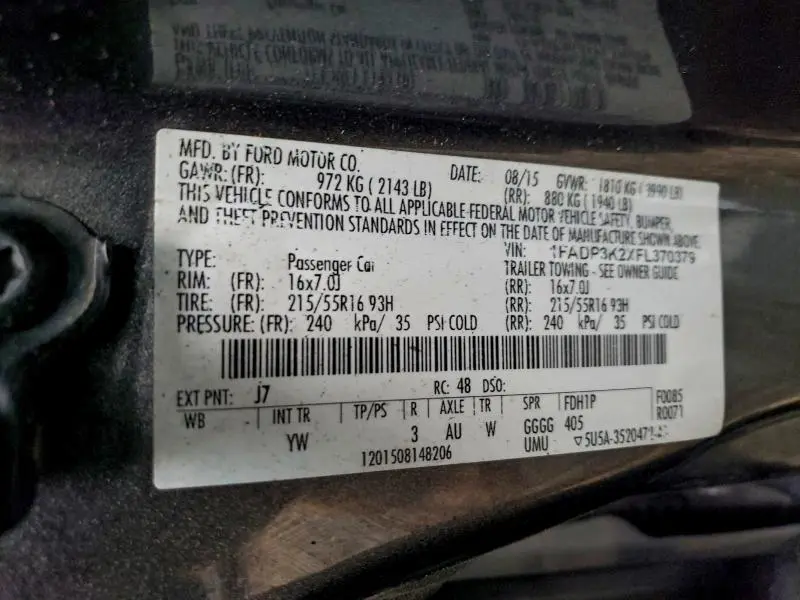 MFD. BY FORD MOTOR CO.
DATE: 08/15 GVWR: 1810 KG ( 3990 LB)
GAWR: (FR): 972 KG ( 2143 LB) (RR): 880 KG ( 1940 LB)
THIS VEHICLE CONFORMS TO ALL APPLICABLE FEDERAL MOTOR VEHICLE SAFETY, BUMPER,
AND THEFT PREVENTION STANDARDS IN EFFECT ON THE DATE OF MANUFACTURE SHOWN ABOVE.
VIN: 1FADP3K2XFL370379
TYPE: Passenger Car TRAILER TOWING - SEE OWNER GUIDE
RIM: (FR): 16x7.0J (RR): 16x7.0J
TIRE: (FR): 215/55R16 93H (RR): 215/55R16 93H
PRESSURE: (FR): 240 kPa/ 35 PSI COLD (RR): 240 kPa/ 35 PSI COLD
EXT PNT: J7 RC: 48 DSO: F0085
WB INT TR TP/PS R AXLE TR SPR FDH1P R0071
YW 3 AU W GGGG 405
1201508148206 UMU ▽5U5A-3520472